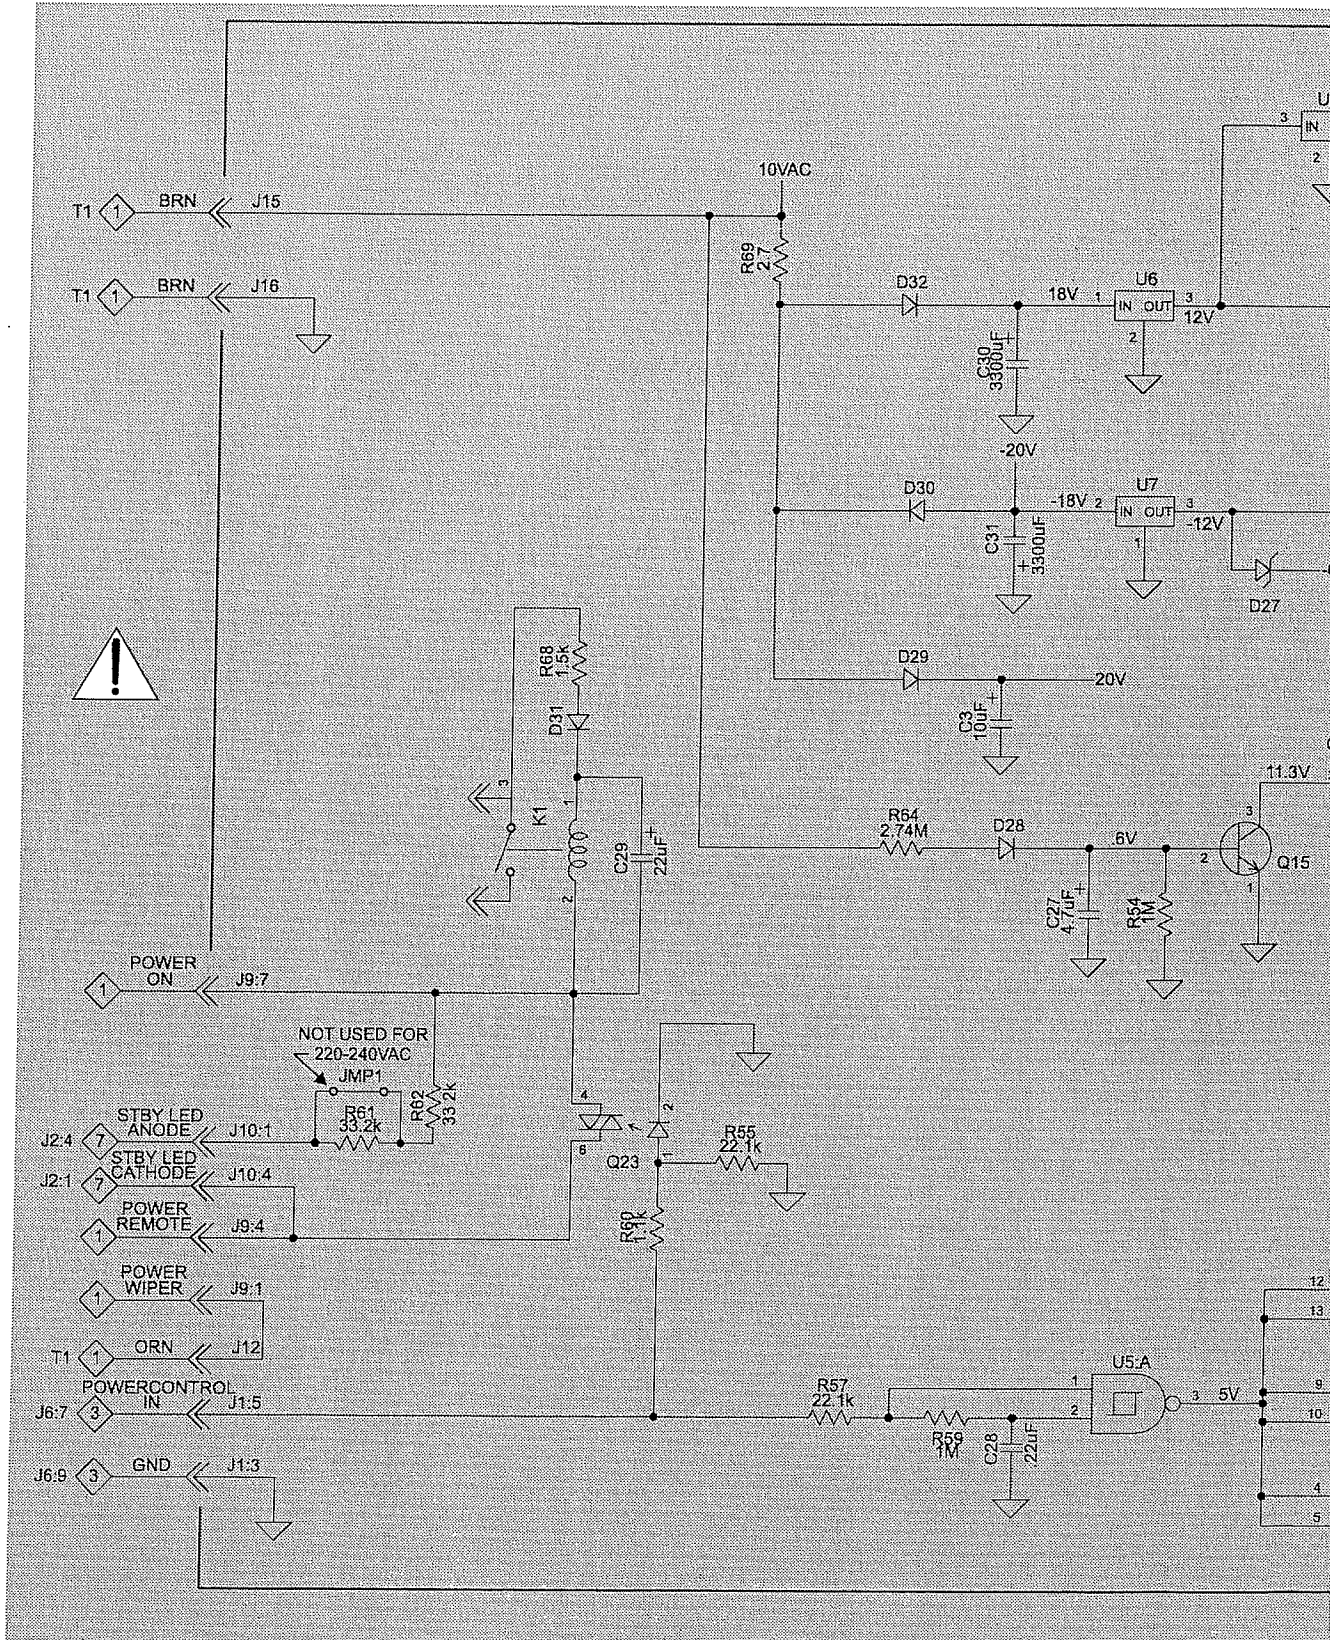 U
3
IN
2
10VAC
T1 1 BRN J15
R69
2.7
T1 1 BRN J16
D32
18V
1
U6
IN OUT
3
12V
2
C30
3300uF
-20V
D30
-18V
2
U7
IN OUT
3
-12V
1
C31
3300uF
D27
R68
1.5k
D31
D29
20V
C3
10uF
11.3V
3
K1
1
2
C29
22uF
R64
2.74M
D28
.6V
2
3
Q15
1
C27
4.7uF
R54
1M
POWER
ON
1 J9:7
NOT USED FOR
220-240VAC
JMP1
R61
33.2k
R62
33.2k
4
6
2
1
Q23
R55
22.1k
STBY LED
ANODE
J2:4 7 J10:1
STBY LED
CATHODE
J2:1 7 J10:4
POWER
REMOTE
1 J9:4
R60
1.1k
POWER
WIPER
1 J9:1
ORN
T1 1 J12
POWERCONTROL
IN
J6:7 3 J1:5
R57
22.1k
R59
1M
C28
.22uF
U5:A
1
2
3
5V
12
13
9
10
4
5
J6:9 3 GND J1:3